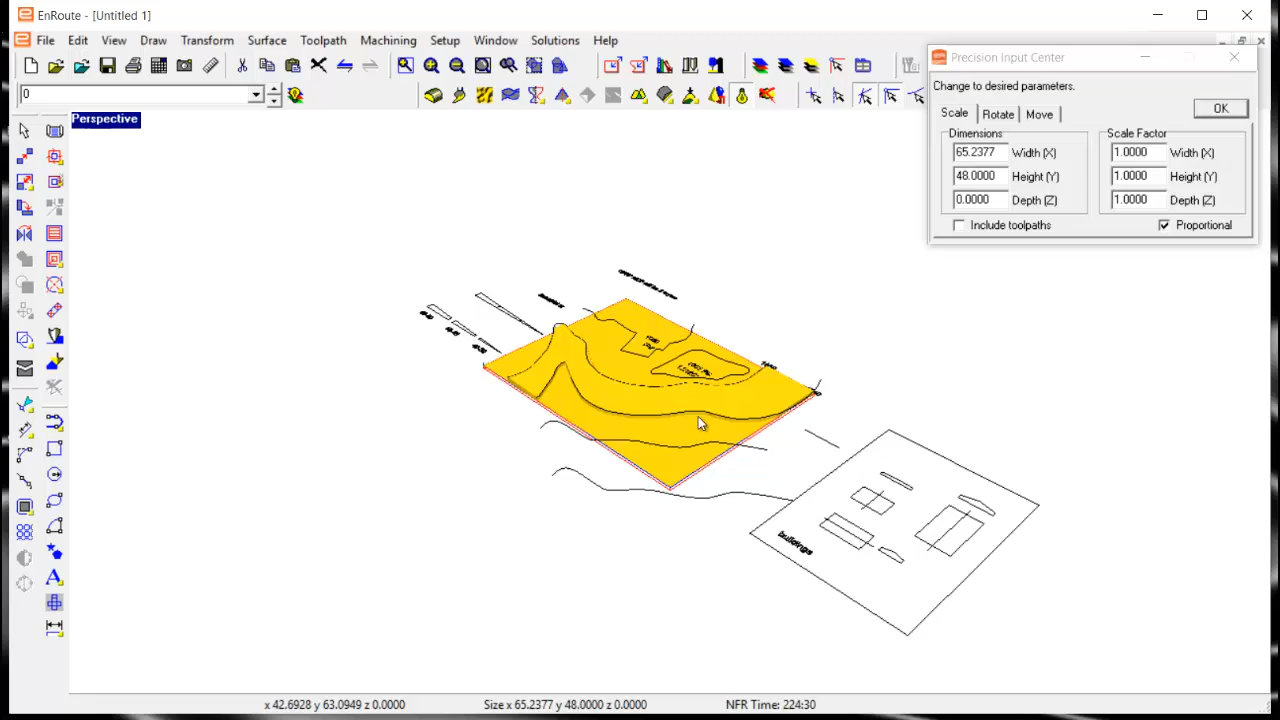 EnRoute - [Untitled 1]
File Edit View Draw Transform Surface Toolpath Machining Setup Window Solutions Help
0
Perspective
Precision Input Center
Change to desired parameters.
OK
Scale Rotate Move
Dimensions Scale Factor
65.2377 Width (X) 1.0000 Width (X)
48.0000 Height (Y) 1.0000 Height (Y)
0.0000 Depth (Z) 1.0000 Depth (Z)
Include toolpaths Proportional
buildings
x 42.6928 y 63.0949 z 0.0000 Size x 65.2377 y 48.0000 z 0.0000 NFR Time: 224:30